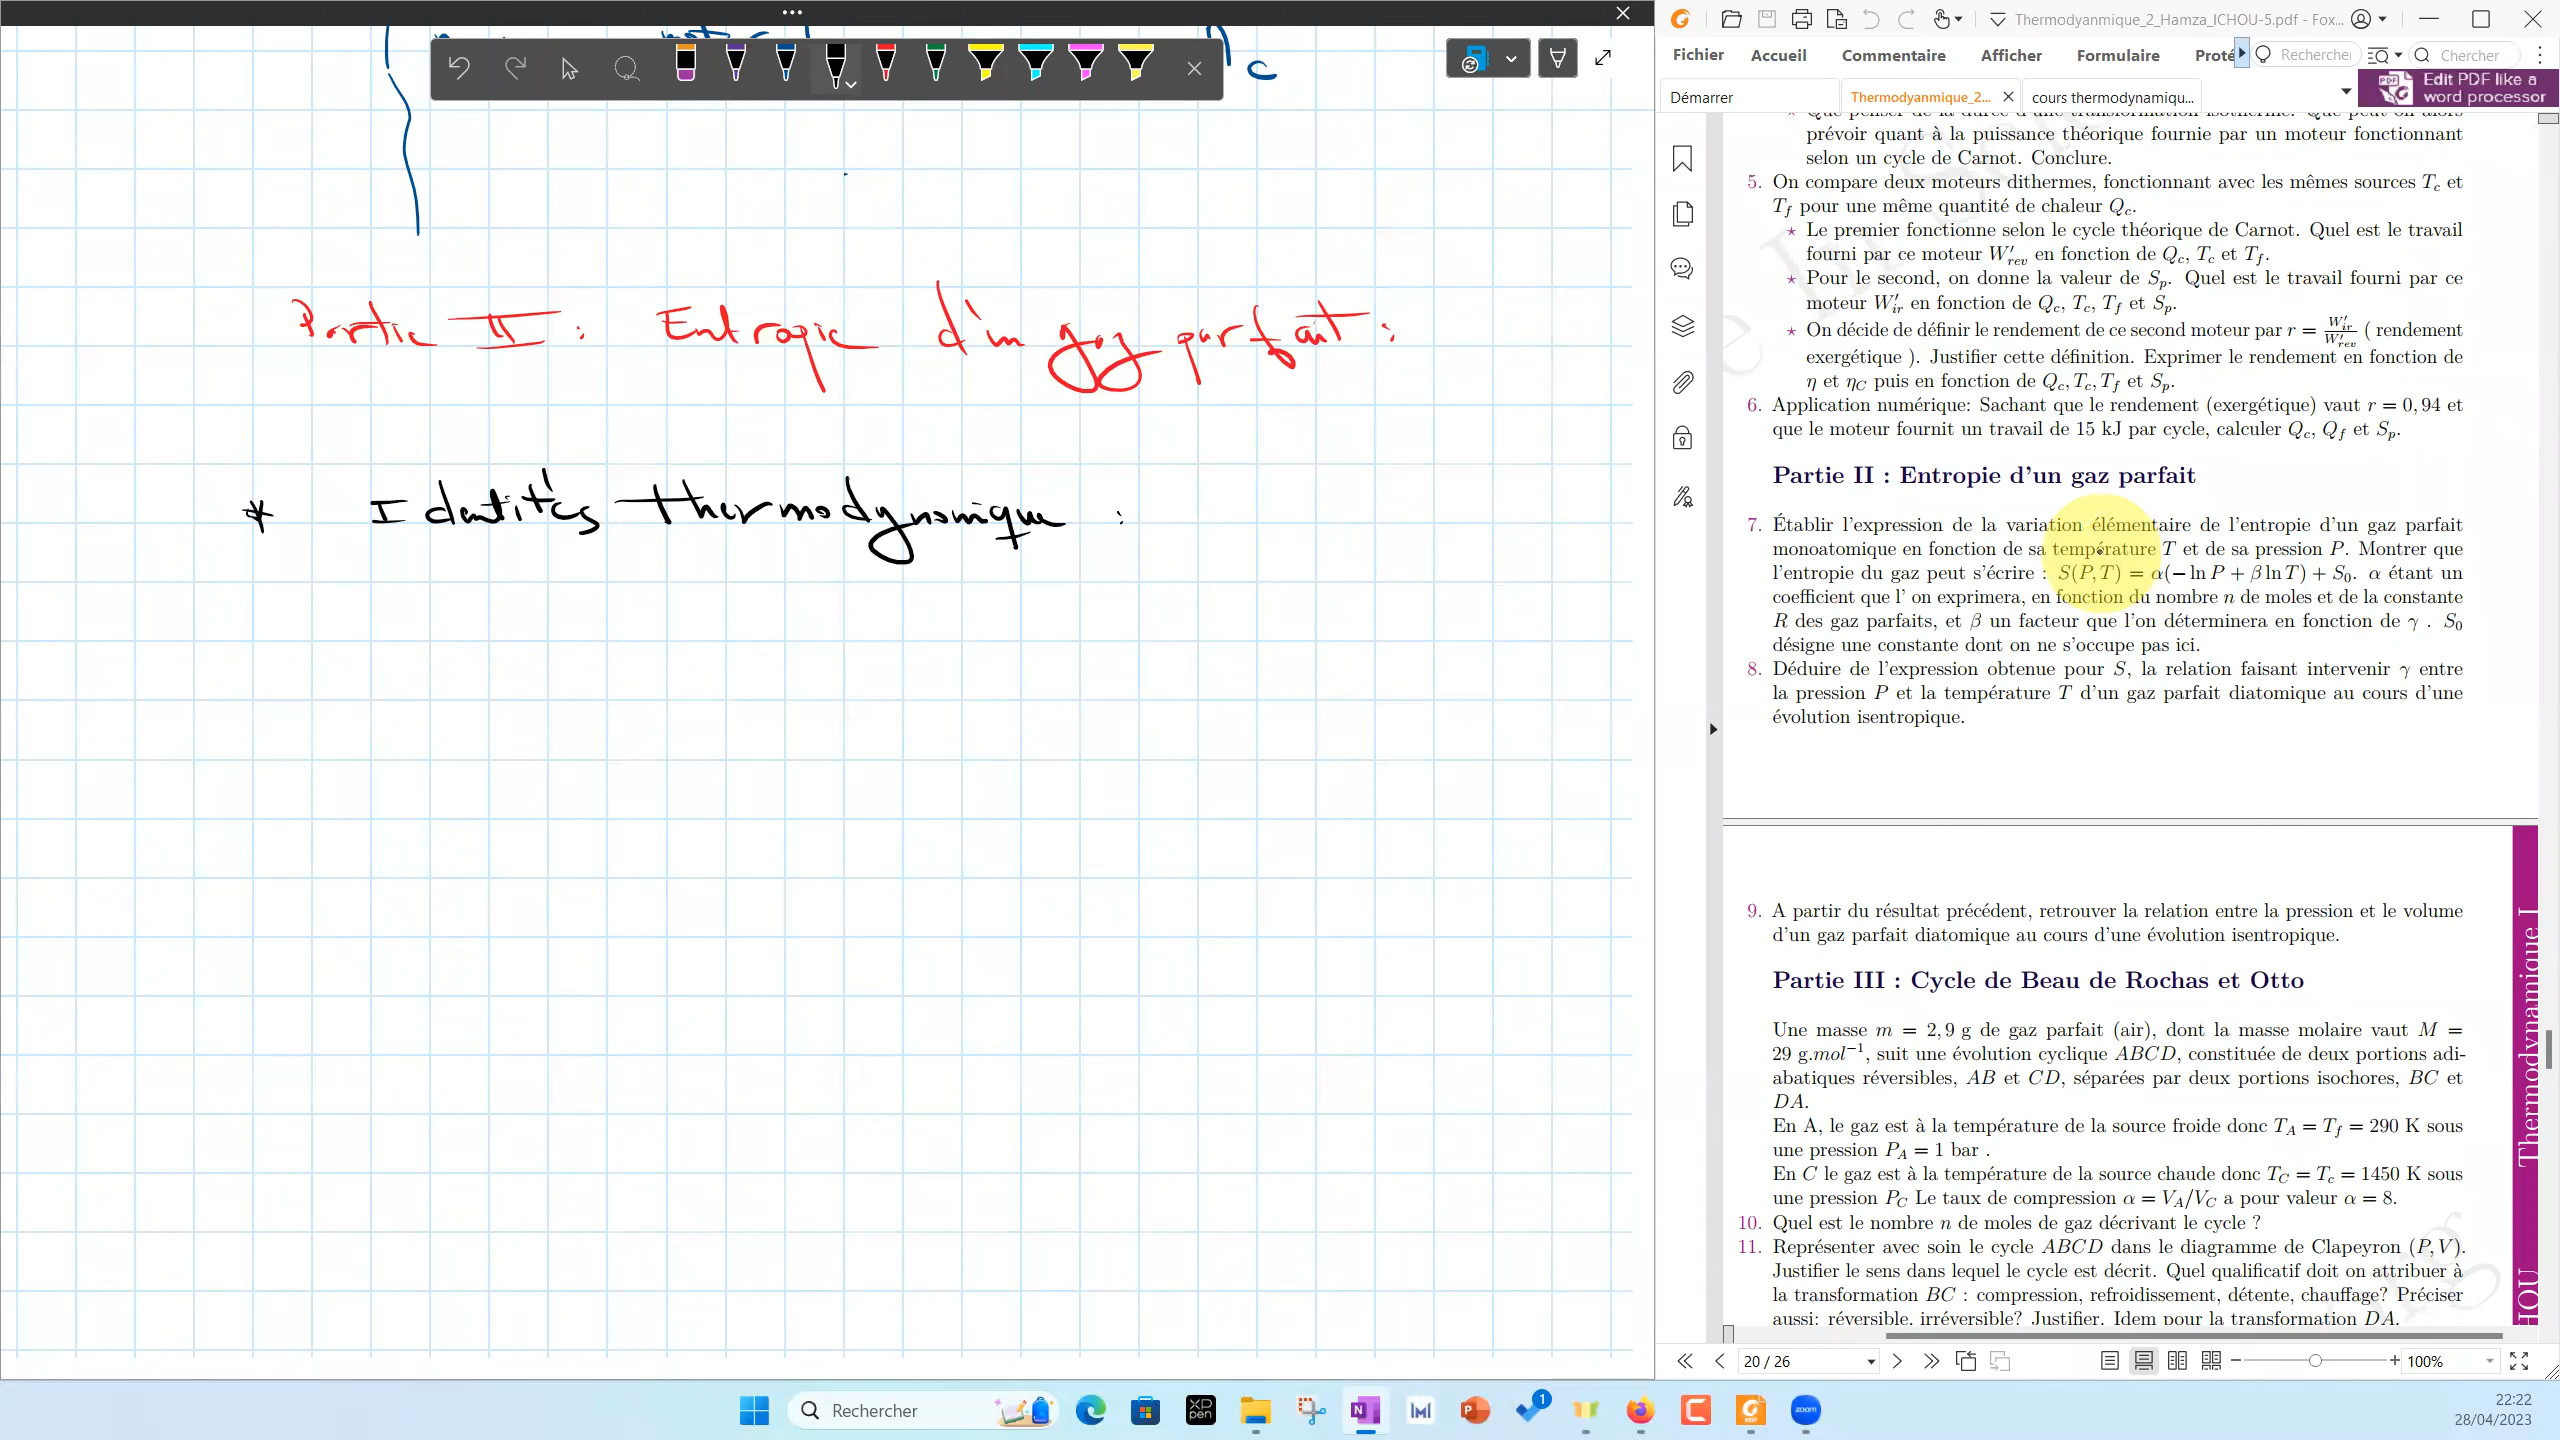 Thermodyanmique_2_Hamza_ICHOU-5.pdf - Fox...
Fichier Accueil Commentaire Afficher Formulaire Proté Rechercher Chercher
Démarrer Thermodyanmique_2... cours thermodynamiqu...
Edit PDF like a
word processor
c
Partie II : Entropie d'un gaz parfait :
* Identités thermodynamique :
* Que penser de la durée d'une transformation isotherme. Que peut on alors
prévoir quant à la puissance théorique fournie par un moteur fonctionnant
selon un cycle de Carnot. Conclure.
5. On compare deux moteurs dithermes, fonctionnant avec les mêmes sources T_c et
T_f pour une même quantité de chaleur Q_c.
⋆ Le premier fonctionne selon le cycle théorique de Carnot. Quel est le travail
fourni par ce moteur W'_rev en fonction de Q_c, T_c et T_f.
⋆ Pour le second, on donne la valeur de S_p. Quel est le travail fourni par ce
moteur W'_ir en fonction de Q_c, T_c, T_f et S_p.
⋆ On décide de définir le rendement de ce second moteur par r = W'_ir/W'_rev ( rendement
exergétique ). Justifier cette définition. Exprimer le rendement en fonction de
η et η_C puis en fonction de Q_c, T_c, T_f et S_p.
6. Application numérique: Sachant que le rendement (exergétique) vaut r = 0, 94 et
que le moteur fournit un travail de 15 kJ par cycle, calculer Q_c, Q_f et S_p.
Partie II : Entropie d'un gaz parfait
7. Établir l'expression de la variation élémentaire de l'entropie d'un gaz parfait
monoatomique en fonction de sa température T et de sa pression P. Montrer que
l'entropie du gaz peut s'écrire : S(P, T) = α(− ln P + β ln T) + S_0. α étant un
coefficient que l' on exprimera, en fonction du nombre n de moles et de la constante
R des gaz parfaits, et β un facteur que l'on déterminera en fonction de γ . S_0
désigne une constante dont on ne s'occupe pas ici.
8. Déduire de l'expression obtenue pour S, la relation faisant intervenir γ entre
la pression P et la température T d'un gaz parfait diatomique au cours d'une
évolution isentropique.
9. A partir du résultat précédent, retrouver la relation entre la pression et le volume
d'un gaz parfait diatomique au cours d'une évolution isentropique.
Partie III : Cycle de Beau de Rochas et Otto
Une masse m = 2, 9 g de gaz parfait (air), dont la masse molaire vaut M =
29 g.mol⁻¹, suit une évolution cyclique ABCD, constituée de deux portions adi-
abatiques réversibles, AB et CD, séparées par deux portions isochores, BC et
DA.
En A, le gaz est à la température de la source froide donc T_A = T_f = 290 K sous
une pression P_A = 1 bar .
En C le gaz est à la température de la source chaude donc T_C = T_c = 1450 K sous
une pression P_C Le taux de compression α = V_A/V_C a pour valeur α = 8.
10. Quel est le nombre n de moles de gaz décrivant le cycle ?
11. Représenter avec soin le cycle ABCD dans le diagramme de Clapeyron (P, V).
Justifier le sens dans lequel le cycle est décrit. Quel qualificatif doit on attribuer à
la transformation BC : compression, refroidissement, détente, chauffage? Préciser
aussi: réversible, irréversible? Justifier. Idem pour la transformation DA.
Thermodynamique I
HOU
20 / 26
100%
Rechercher
22:22
28/04/2023